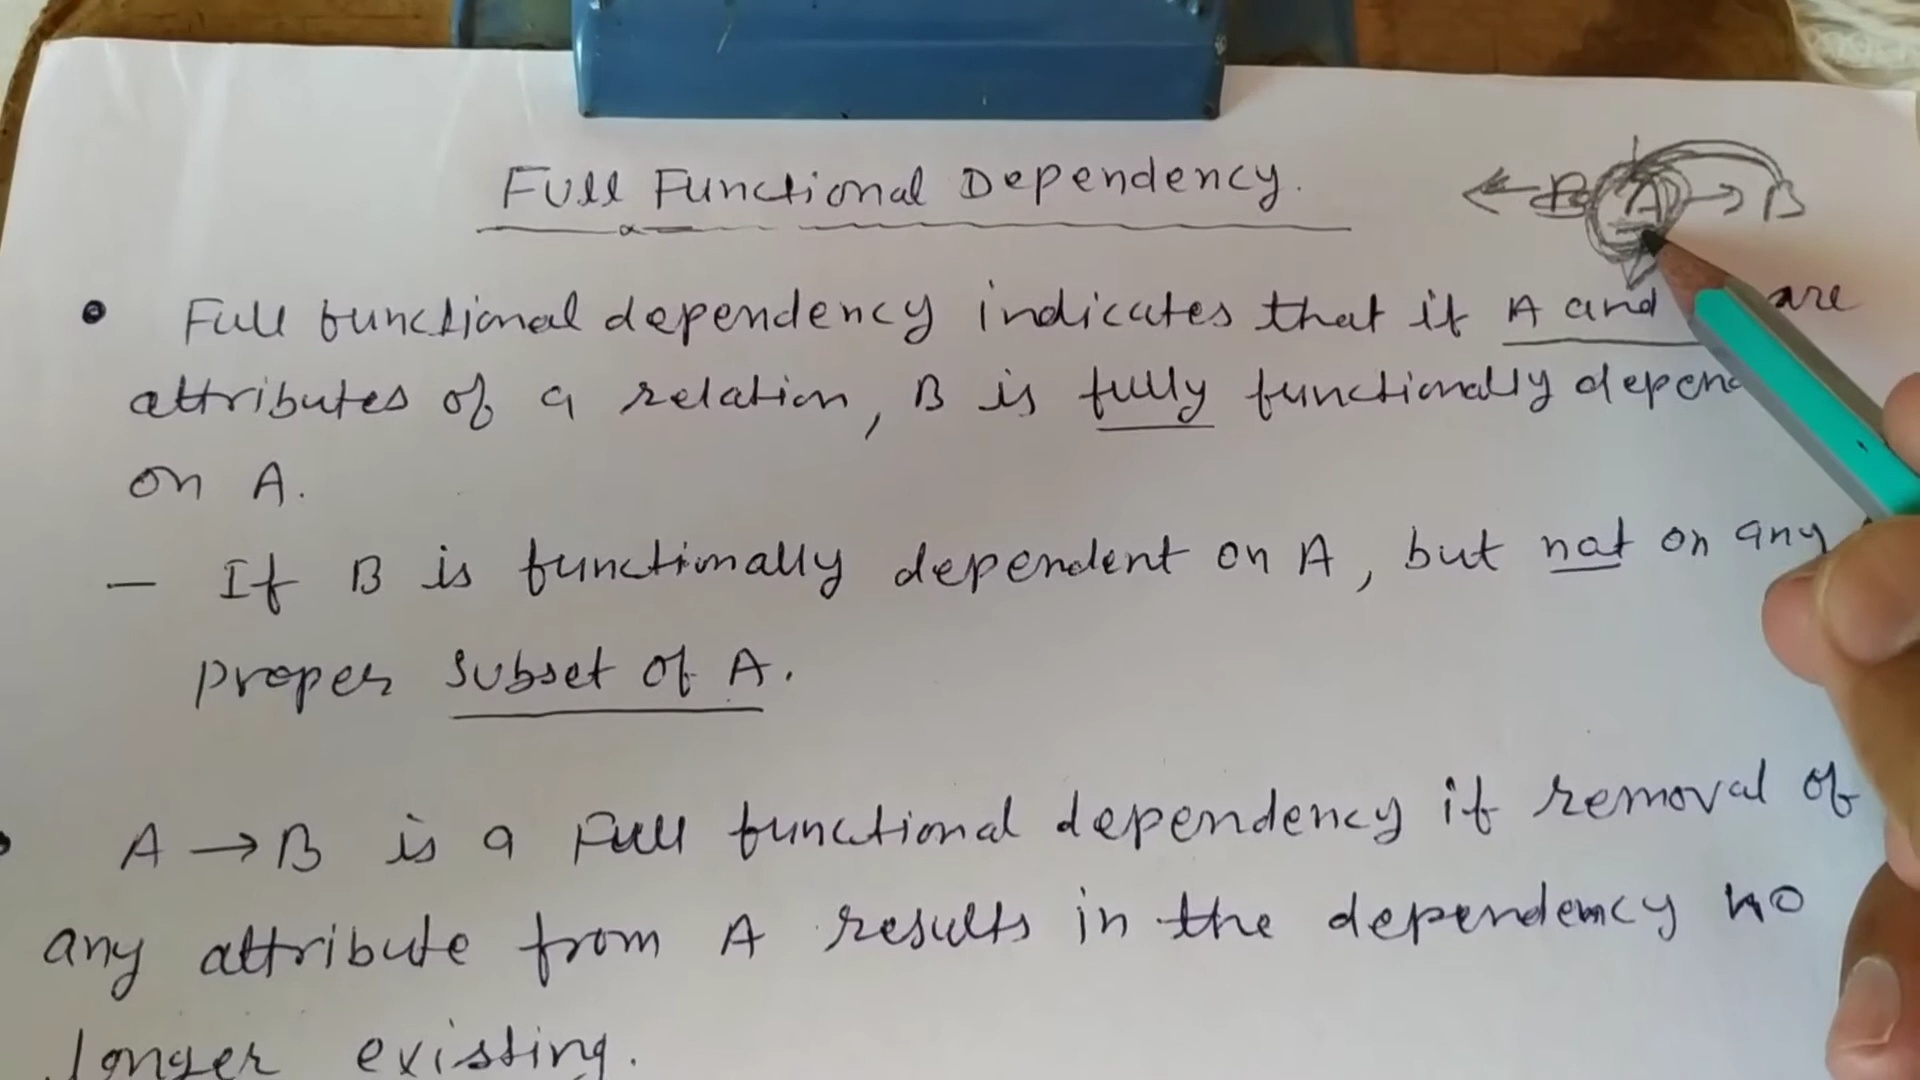 Full Functional Dependency.
B A → B
• Full functional dependency indicates that if A and are
attributes of a relation, B is fully functionally depend
on A.
— If B is functionally dependent on A, but not on any
proper subset of A.
• A → B is a Full functional dependency if removal of
any attribute from A results in the dependency no
longer existing.